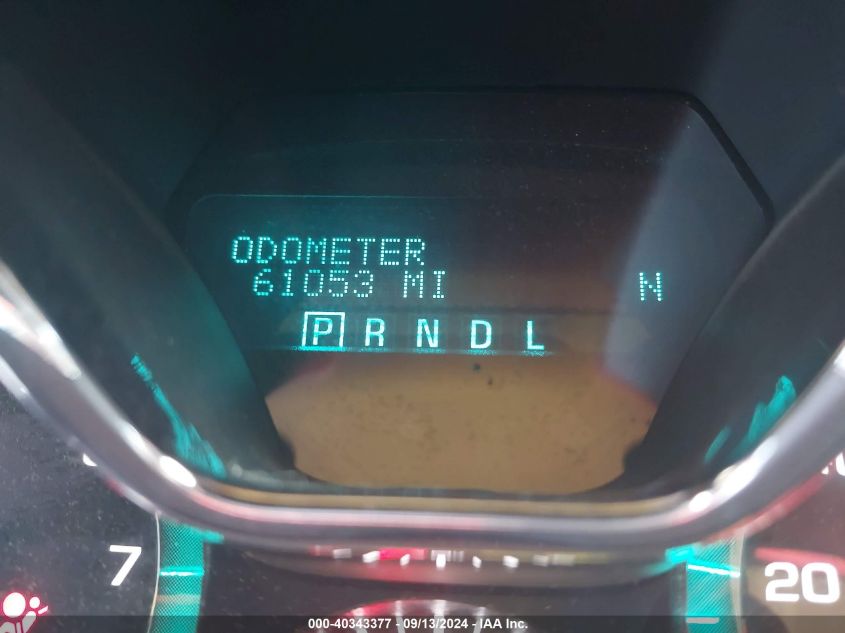 ODOMETER
61053 MI N
P R N D L
7 20
000-40343377 - 09/13/2024 - IAA Inc.